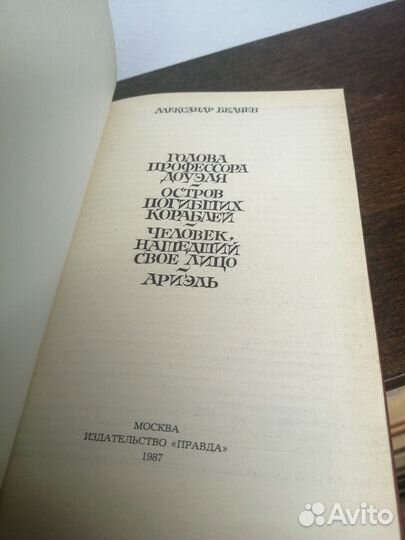 АЛЕКСАНДР БЕЛЯЕВ
ГОЛОВА
ПРОФЕССОРА
ДОУЭЛЯ
~
ОСТРОВ
ПОГИБШИХ
КОРАБЛЕЙ
~
ЧЕЛОВЕК,
НАШЕДШИЙ
СВОЕ ЛИЦО
~
АРИЭЛЬ
МОСКВА
ИЗДАТЕЛЬСТВО «ПРАВДА»
1987
Avito